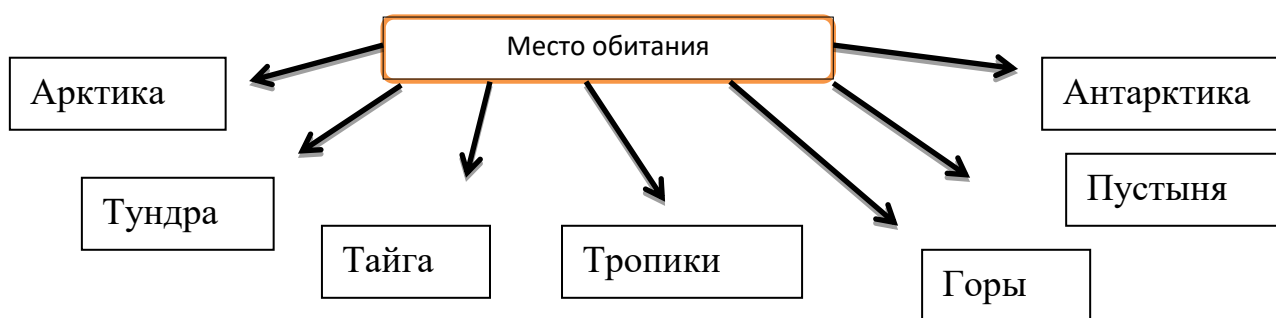 Место обитания
Арктика
Антарктика
Тундра
Пустыня
Тайга
Тропики
Горы